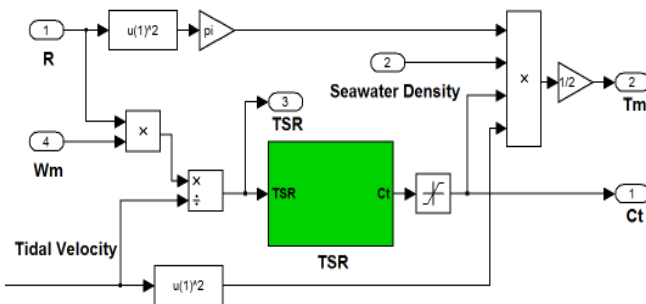 1
R
u(1)^2
pi
2
Seawater Density
×
1/2
2
Tm
3
TSR
4
Wm
×
×
÷
TSR
Ct
TSR
1
Ct
Tidal Velocity
u(1)^2